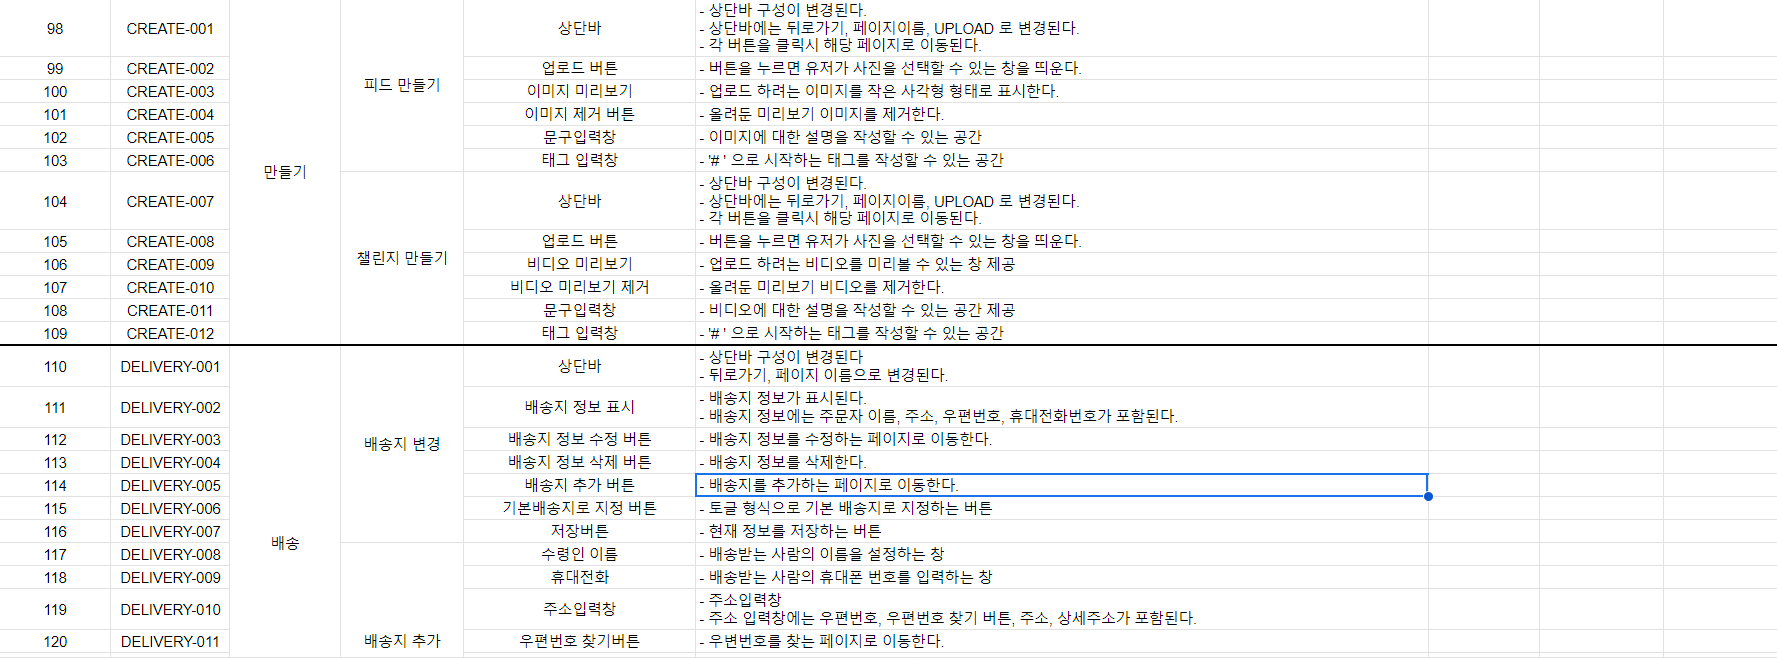 98 CREATE-001 만들기 피드 만들기 상단바 - 상단바 구성이 변경된다.
- 상단바에는 뒤로가기, 페이지이름, UPLOAD 로 변경된다.
- 각 버튼을 클릭시 해당 페이지로 이동된다.
99 CREATE-002 업로드 버튼 - 버튼을 누르면 유저가 사진을 선택할 수 있는 창을 띄운다.
100 CREATE-003 이미지 미리보기 - 업로드 하려는 이미지를 작은 사각형 형태로 표시한다.
101 CREATE-004 이미지 제거 버튼 - 올려둔 미리보기 이미지를 제거한다.
102 CREATE-005 문구입력창 - 이미지에 대한 설명을 작성할 수 있는 공간
103 CREATE-006 태그 입력창 - '# ' 으로 시작하는 태그를 작성할 수 있는 공간
104 CREATE-007 챌린지 만들기 상단바 - 상단바 구성이 변경된다.
- 상단바에는 뒤로가기, 페이지이름, UPLOAD 로 변경된다.
- 각 버튼을 클릭시 해당 페이지로 이동된다.
105 CREATE-008 업로드 버튼 - 버튼을 누르면 유저가 사진을 선택할 수 있는 창을 띄운다.
106 CREATE-009 비디오 미리보기 - 업로드 하려는 비디오를 미리볼 수 있는 창 제공
107 CREATE-010 비디오 미리보기 제거 - 올려둔 미리보기 비디오를 제거한다.
108 CREATE-011 문구입력창 - 비디오에 대한 설명을 작성할 수 있는 공간 제공
109 CREATE-012 태그 입력창 - '# ' 으로 시작하는 태그를 작성할 수 있는 공간
110 DELIVERY-001 배송 배송지 변경 상단바 - 상단바 구성이 변경된다
- 뒤로가기, 페이지 이름으로 변경된다.
111 DELIVERY-002 배송지 정보 표시 - 배송지 정보가 표시된다.
- 배송지 정보에는 주문자 이름, 주소, 우편번호, 휴대전화번호가 포함된다.
112 DELIVERY-003 배송지 정보 수정 버튼 - 배송지 정보를 수정하는 페이지로 이동한다.
113 DELIVERY-004 배송지 정보 삭제 버튼 - 배송지 정보를 삭제한다.
114 DELIVERY-005 배송지 추가 버튼 - 배송지를 추가하는 페이지로 이동한다.
115 DELIVERY-006 기본배송지로 지정 버튼 - 토글 형식으로 기본 배송지로 지정하는 버튼
116 DELIVERY-007 저장버튼 - 현재 정보를 저장하는 버튼
117 DELIVERY-008 배송지 추가 수령인 이름 - 배송받는 사람의 이름을 설정하는 창
118 DELIVERY-009 휴대전화 - 배송받는 사람의 휴대폰 번호를 입력하는 창
119 DELIVERY-010 주소입력창 - 주소입력창
- 주소 입력창에는 우편번호, 우편번호 찾기 버튼, 주소, 상세주소가 포함된다.
120 DELIVERY-011 우편번호 찾기버튼 - 우변번호를 찾는 페이지로 이동한다.